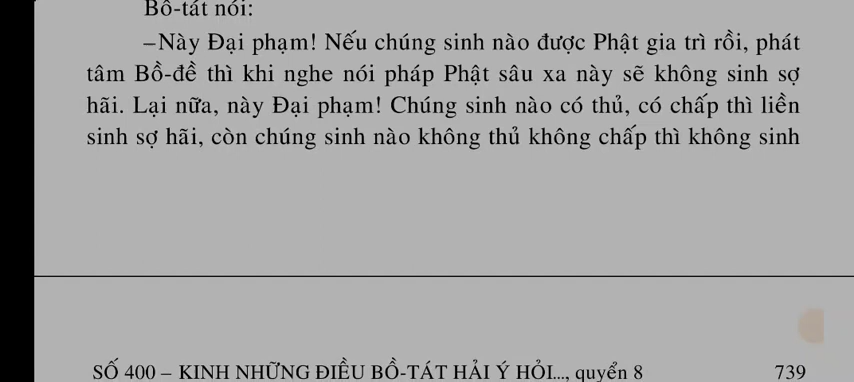 Bồ-tát nói:
–Này Đại phạm! Nếu chúng sinh nào được Phật gia trì rồi, phát
tâm Bồ-đề thì khi nghe nói pháp Phật sâu xa này sẽ không sinh sợ
hãi. Lại nữa, này Đại phạm! Chúng sinh nào có thủ, có chấp thì liền
sinh sợ hãi, còn chúng sinh nào không thủ không chấp thì không sinh
SỐ 400 – KINH NHỮNG ĐIỀU BỒ-TÁT HẢI Ý HỎI..., quyển 8 739